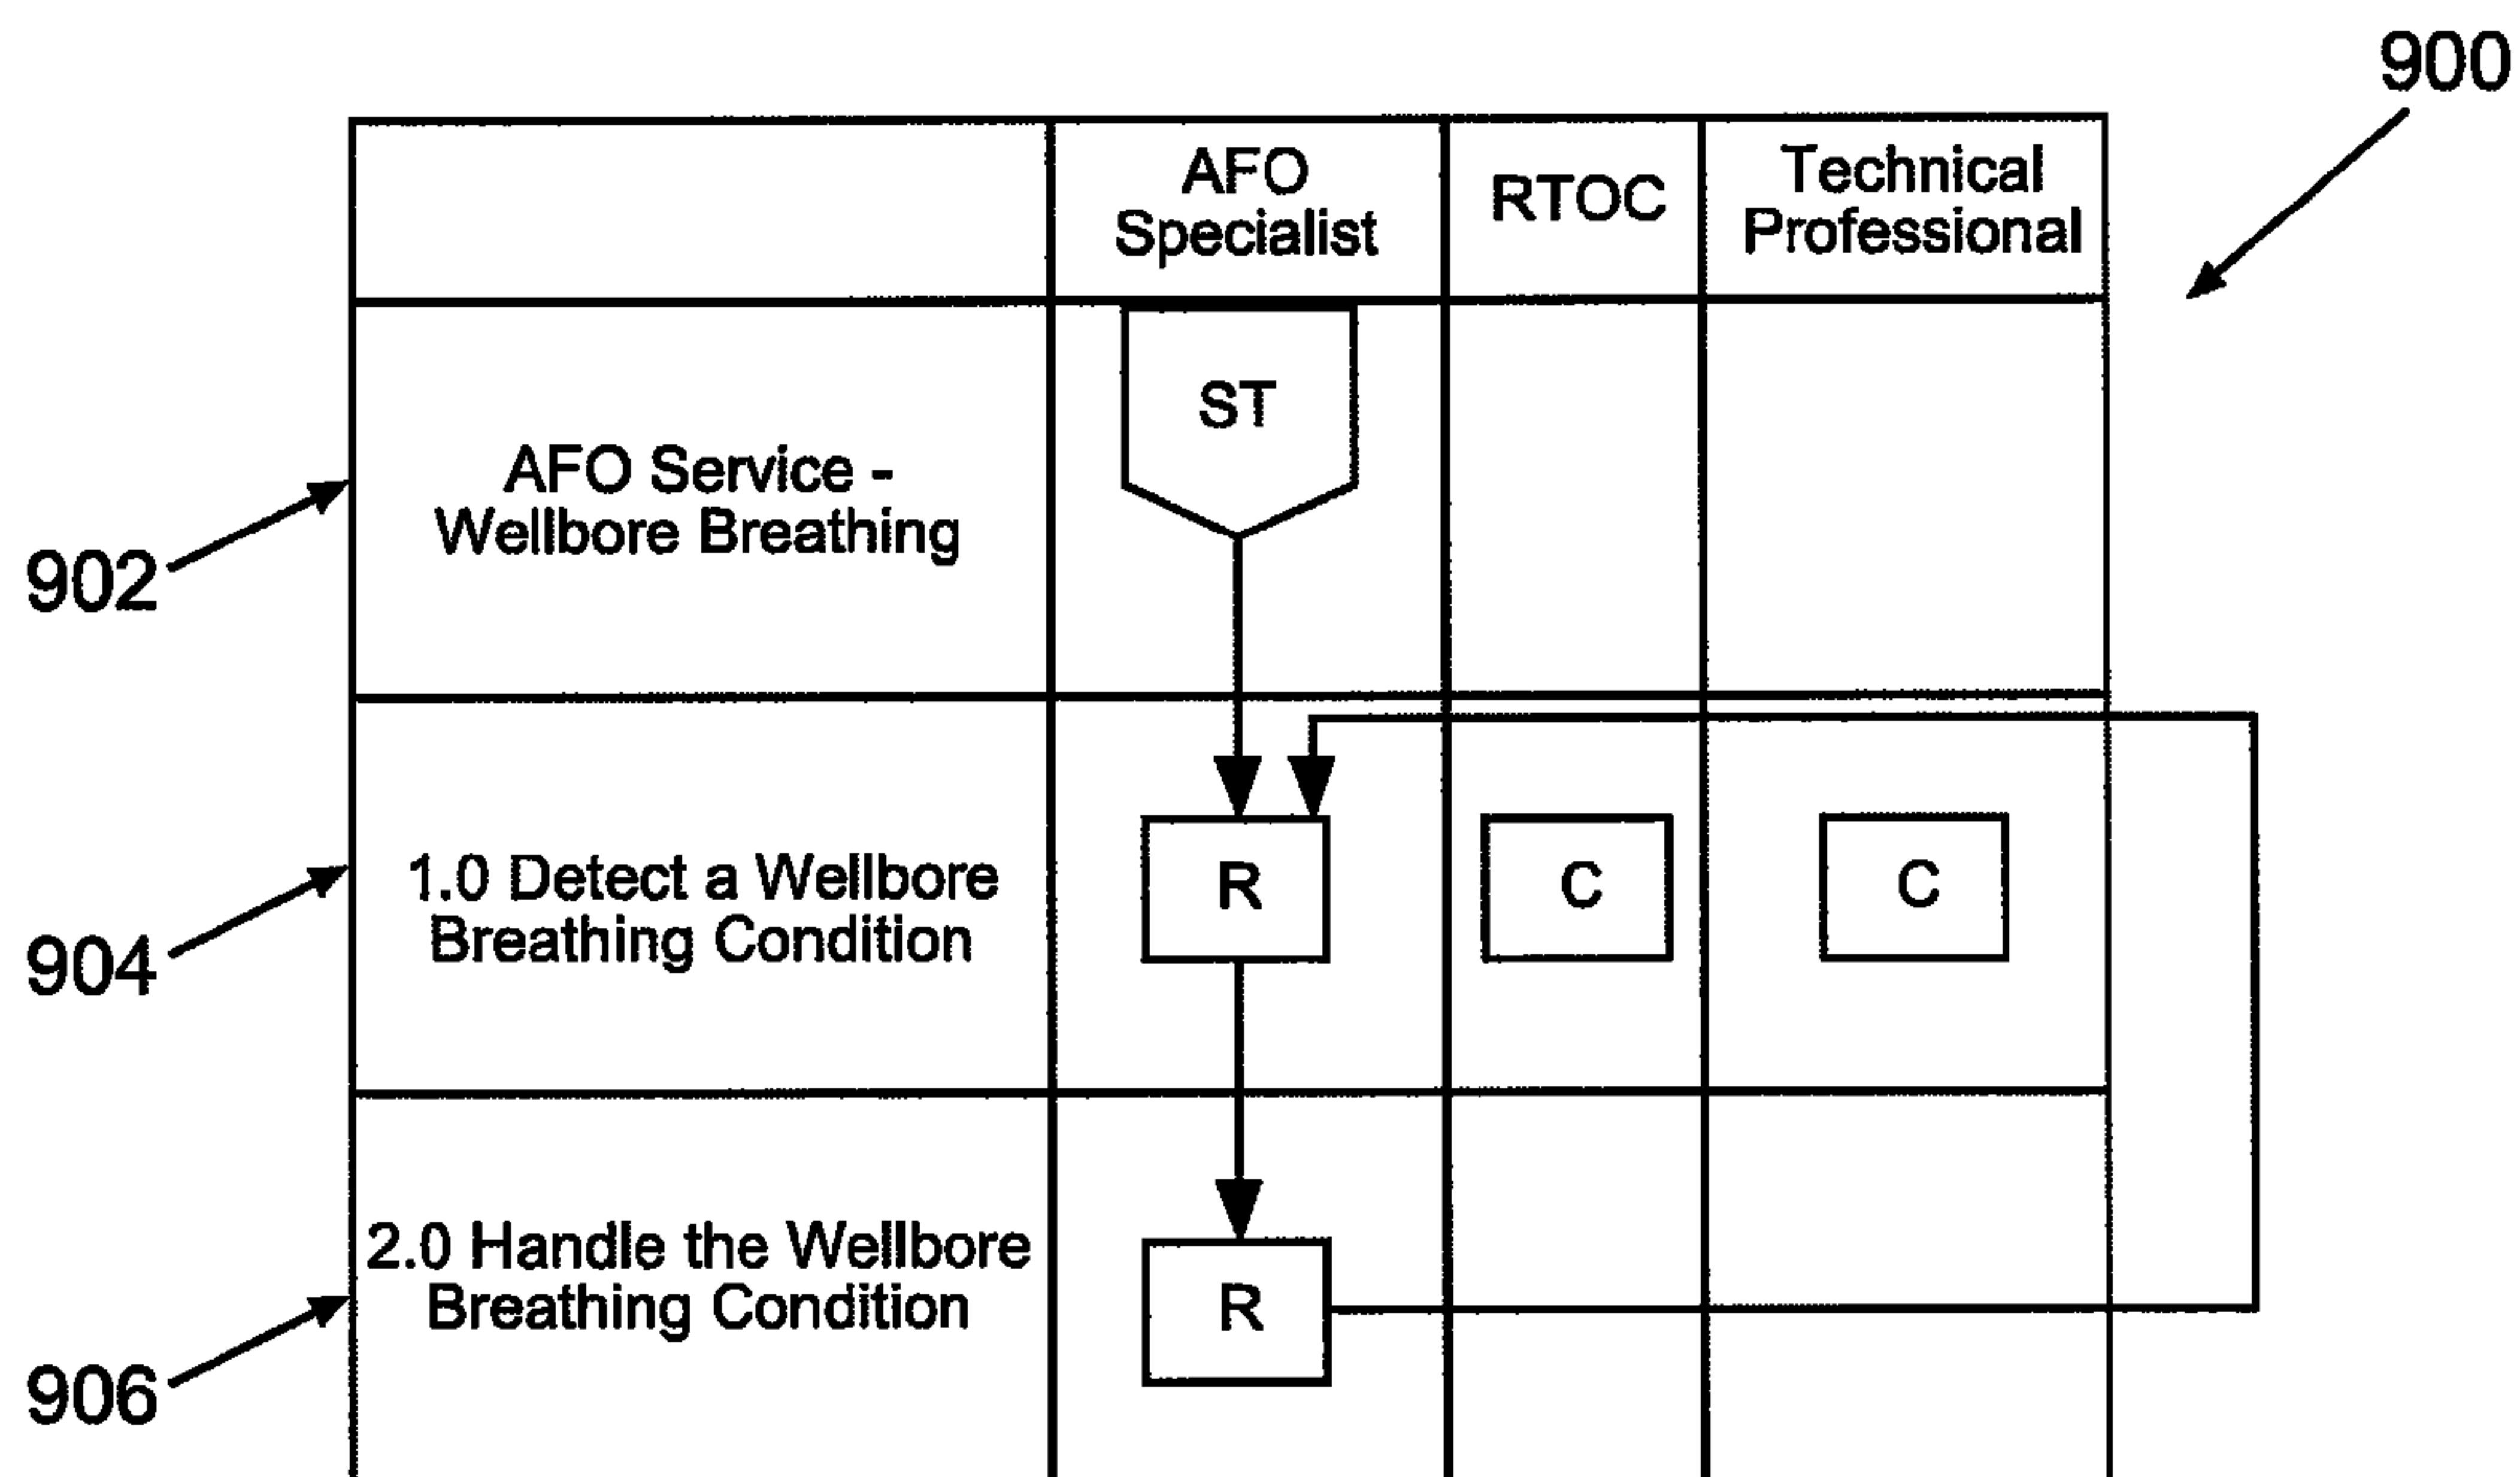 900
AFO
Specialist
RTOC
Technical
Professional
ST
AFO Service -
Wellbore Breathing
902
1.0 Detect a Wellbore
Breathing Condition
R
C
C
904
2.0 Handle the Wellbore
Breathing Condition
R
906